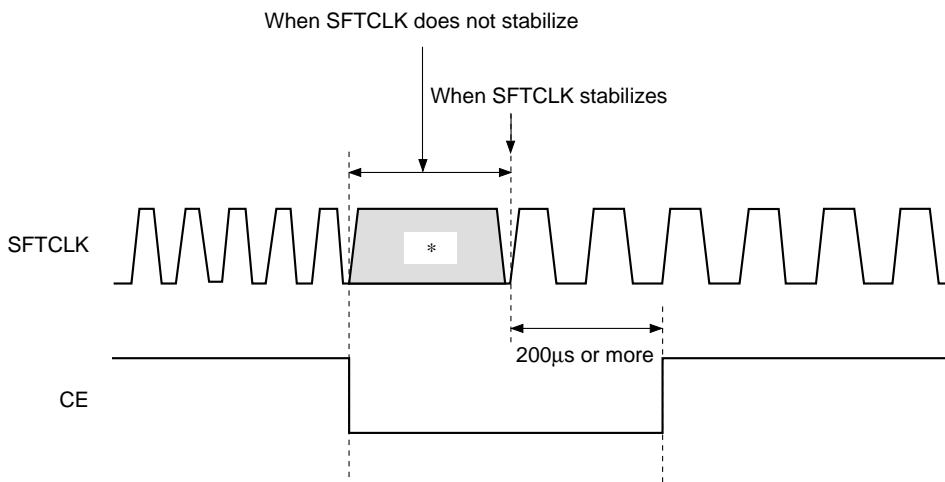 When SFTCLK does not stabilize
When SFTCLK stabilizes
SFTCLK
*
200μs or more
CE